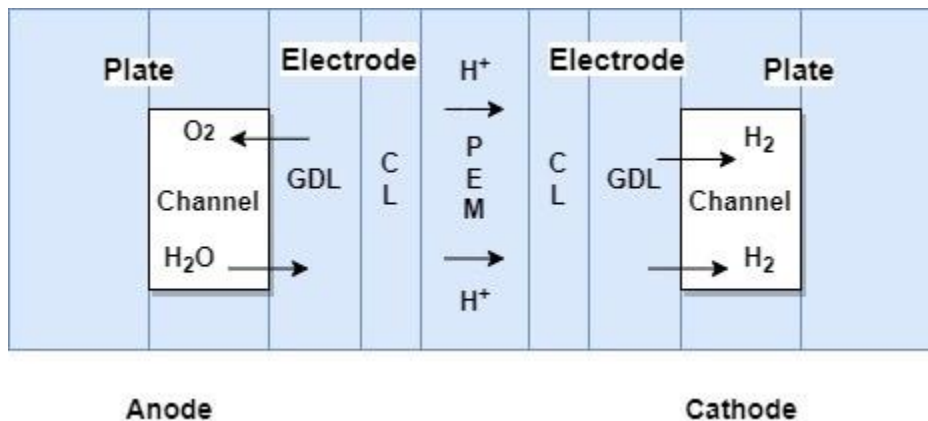 Plate
Electrode
H⁺
Electrode
Plate
O2
Channel
H₂O
GDL
C
L
P
E
M
H⁺
C
L
GDL
H₂
Channel
H₂
Anode
Cathode